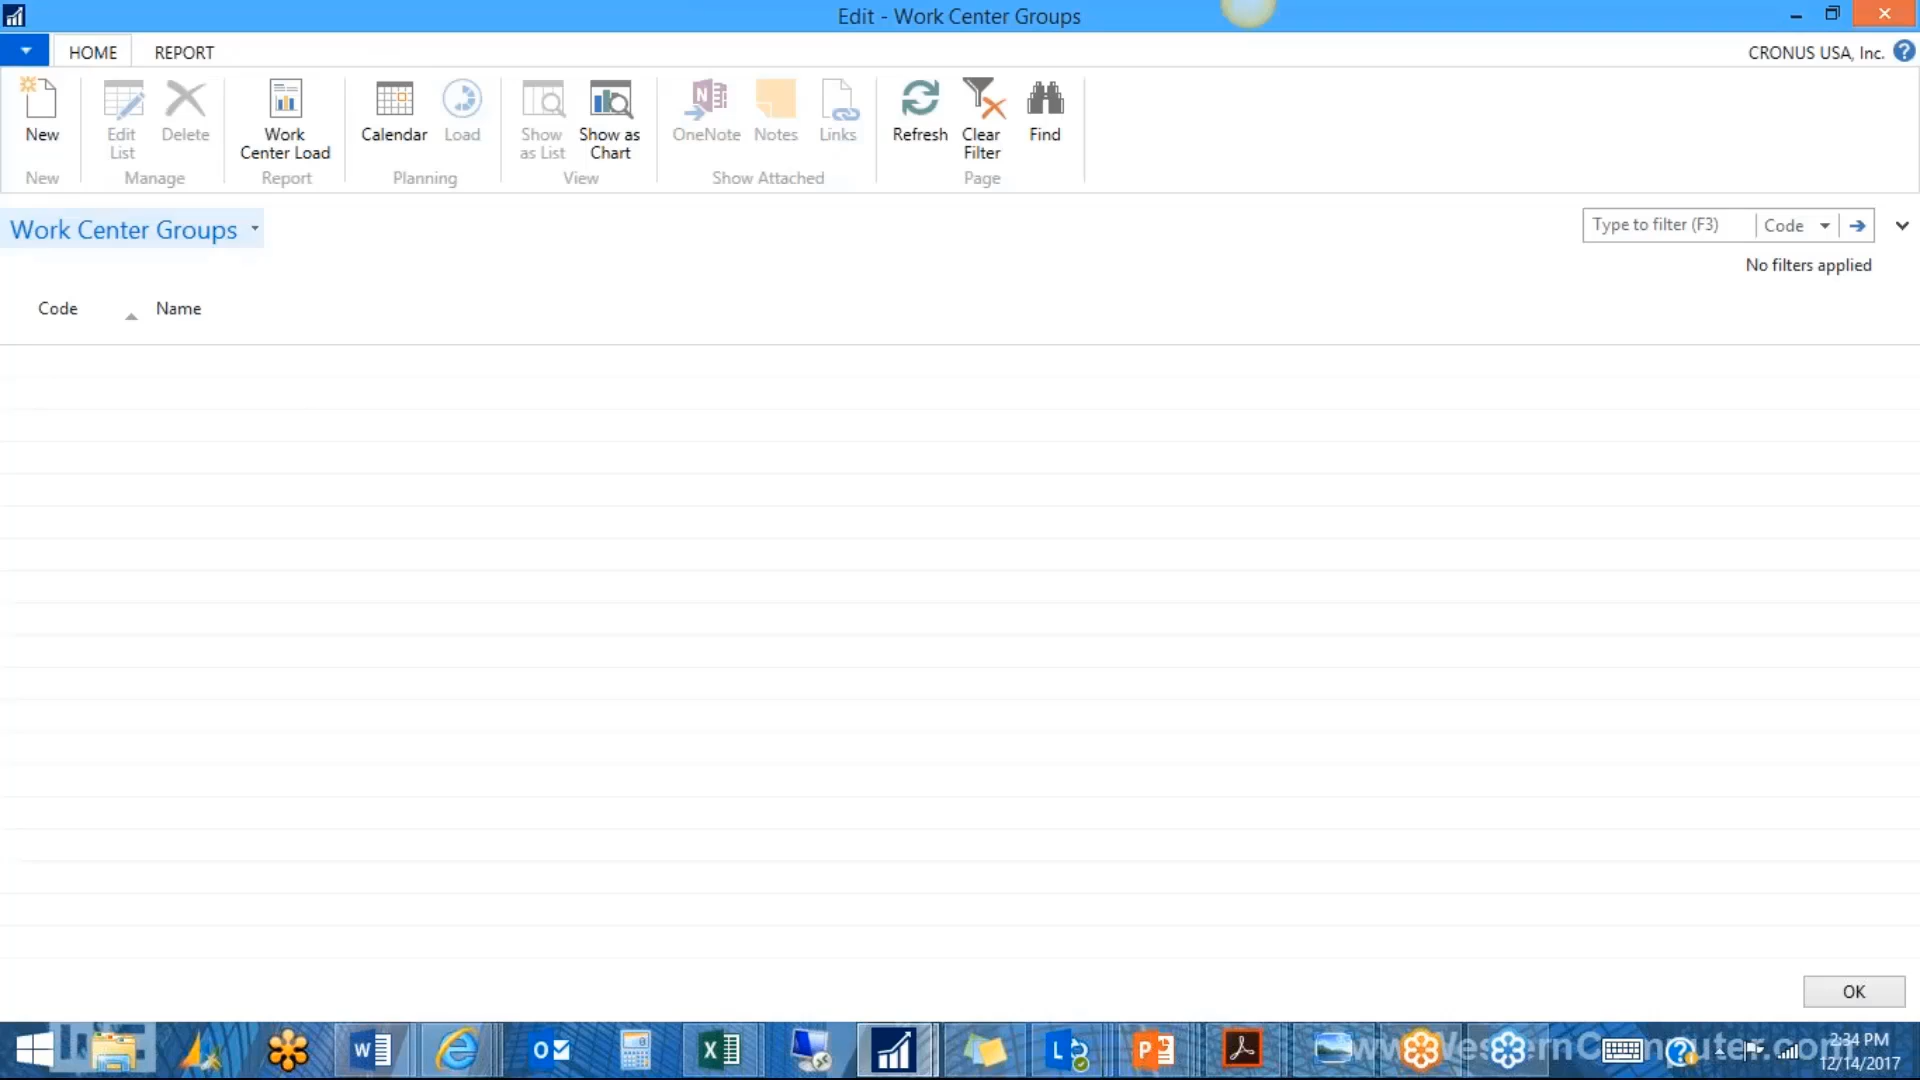 Edit - Work Center Groups
HOME
REPORT
CRONUS USA, Inc.
New
Edit
List
Delete
Work
Center Load
Calendar
Load
Show
as List
Show as
Chart
OneNote
Notes
Links
Refresh
Clear
Filter
Find
New
Manage
Report
Planning
View
Show Attached
Page
Work Center Groups
Type to filter (F3)
Code
No filters applied
Code
Name
OK
www.WesternComputer.com
2:34 PM
12/14/2017